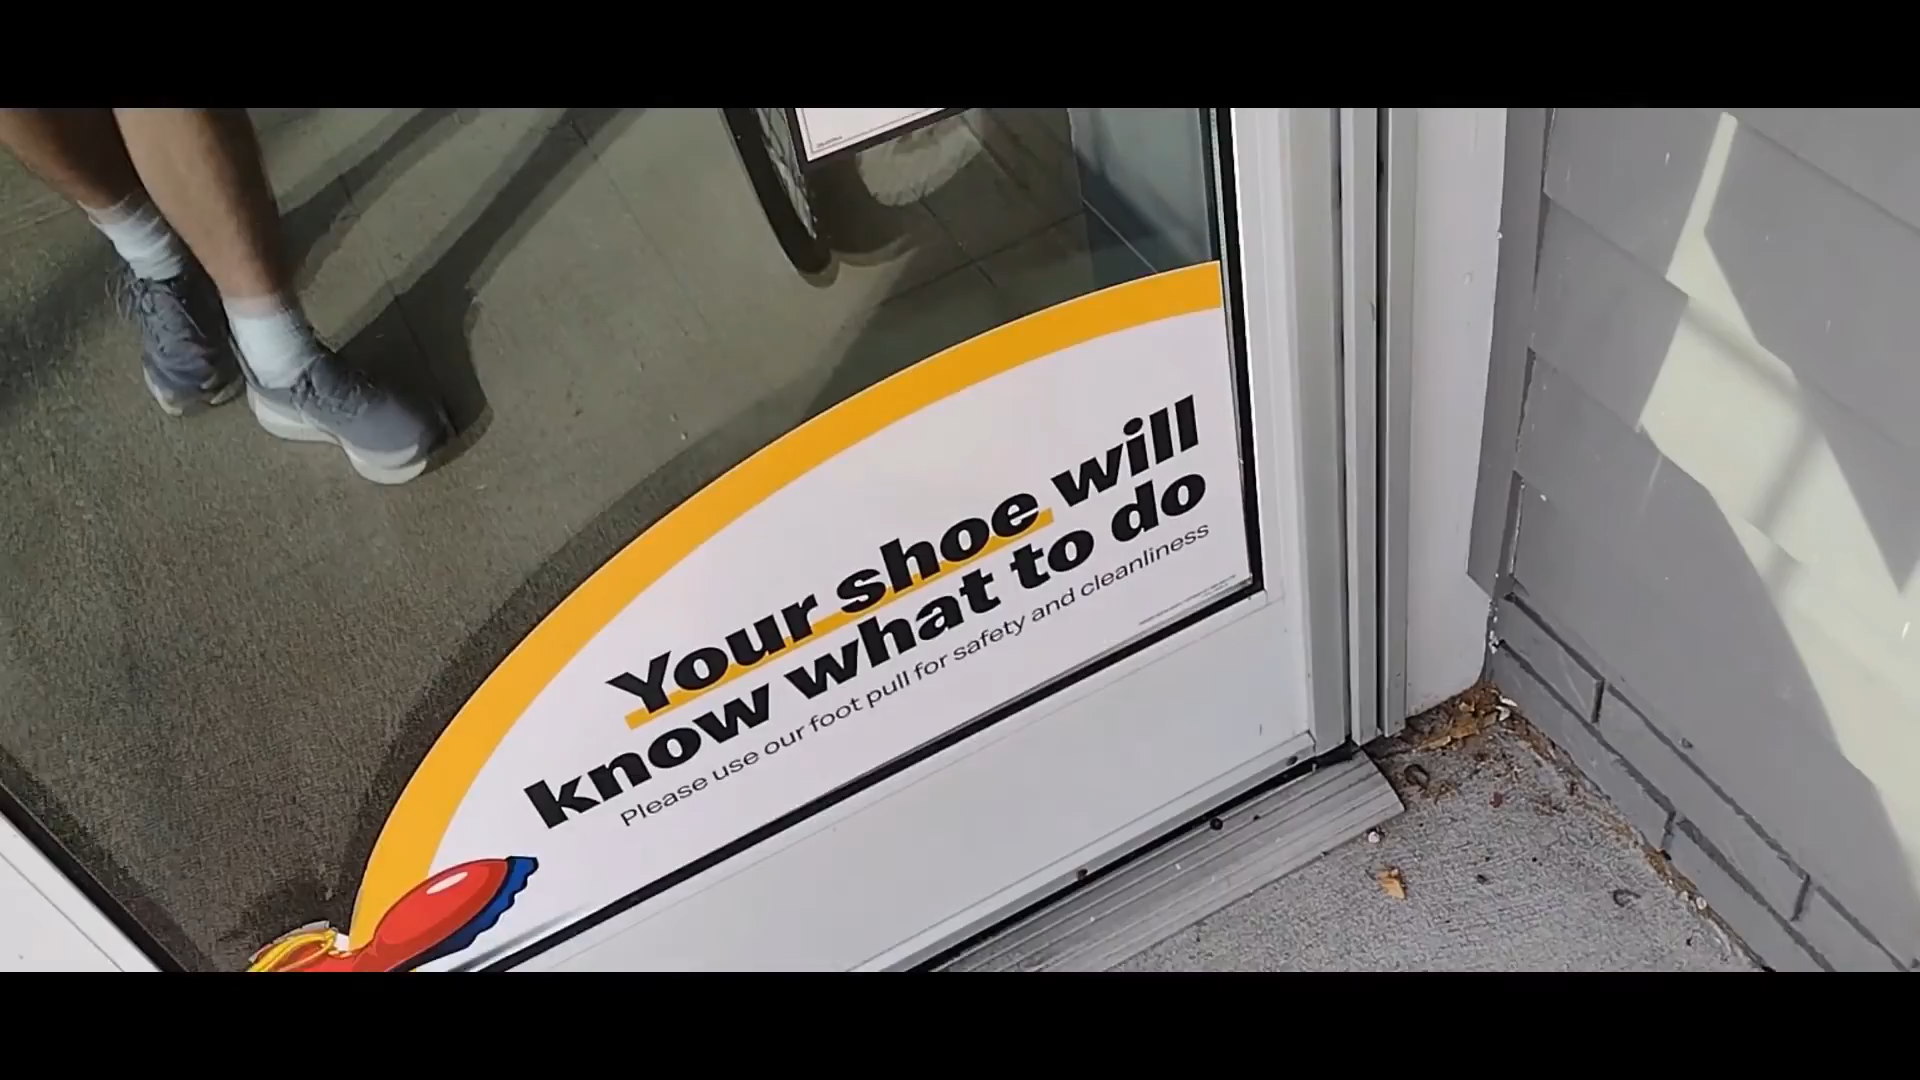 Your shoe will
know what to do
Please use our foot pull for safety and cleanliness